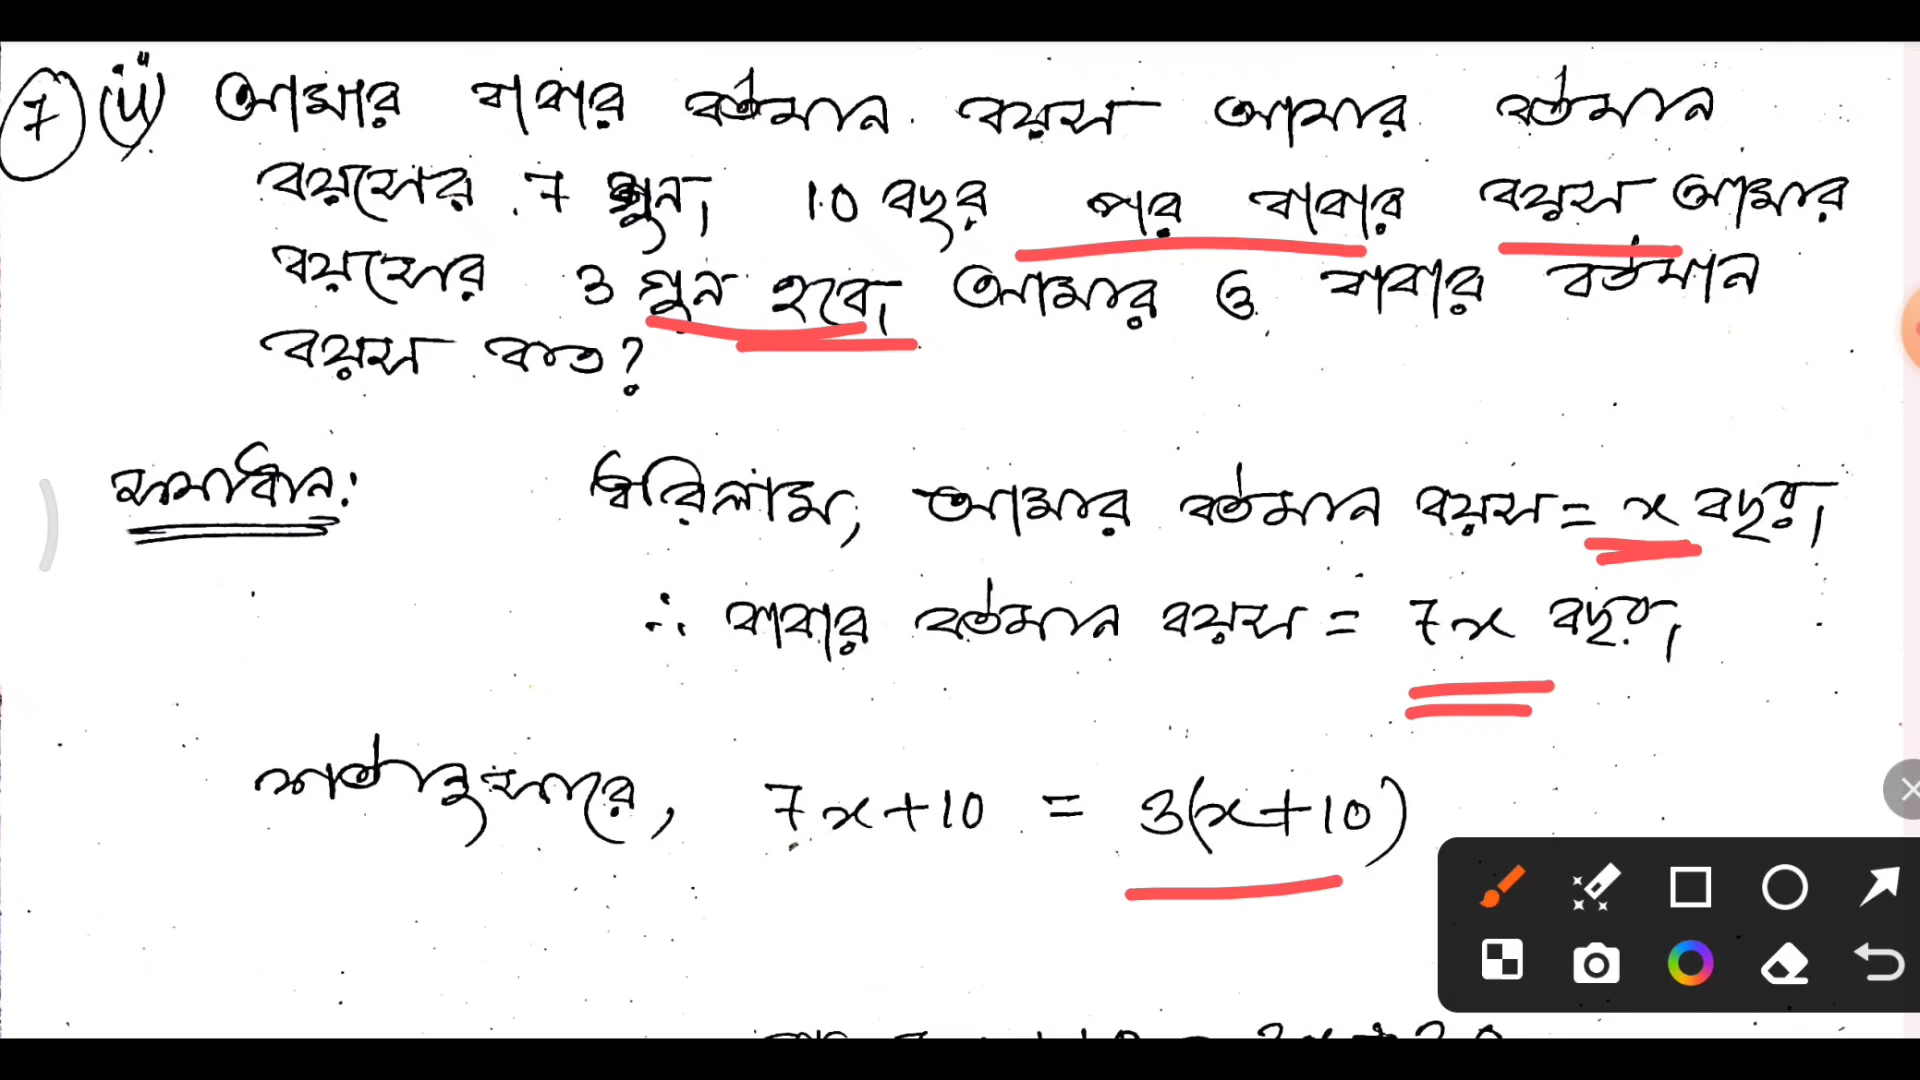 7 (ii) আমার বাবার বর্তমান বয়স আমার বর্তমান
বয়সের 7 গুন, 10 বছর পর বাবার বয়স আমার
বয়সের 3 গুন হবে, আমার ও বাবার বর্তমান
বয়স কত?
সমাধান: ধরিলাম, আমার বর্তমান বয়স = x বছর,
∴ বাবার বর্তমান বয়স = 7x বছর,
শর্তানুসারে, 7x+10 = 3(x+10)